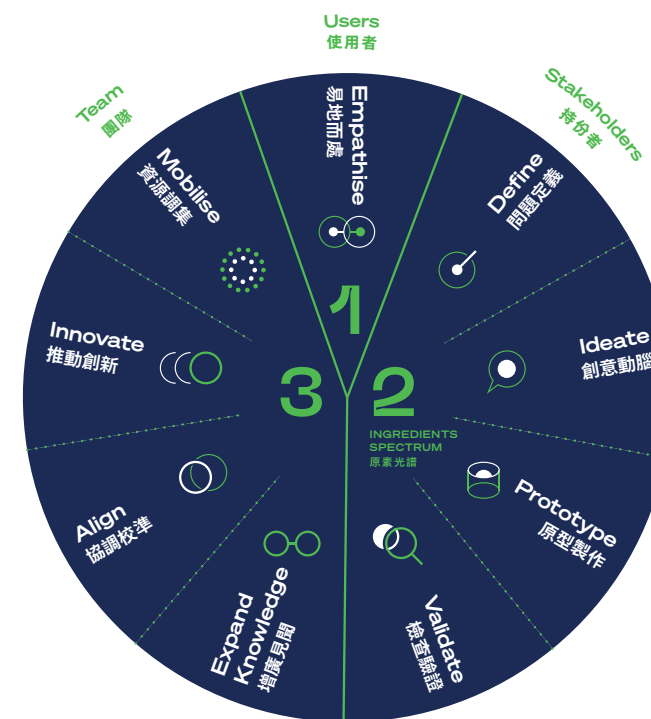 Users
使用者
Team
團隊
Stakeholders
持份者
Empathise
易地而處
1
Define
問題定義
Ideate
創意動腦
2
INGREDIENTS
SPECTRUM
原素光譜
Prototype
原型製作
Validate
檢查驗證
3
Expand
Knowledge
增廣見聞
Align
協調校準
Innovate
推動創新
Mobilise
資源調集